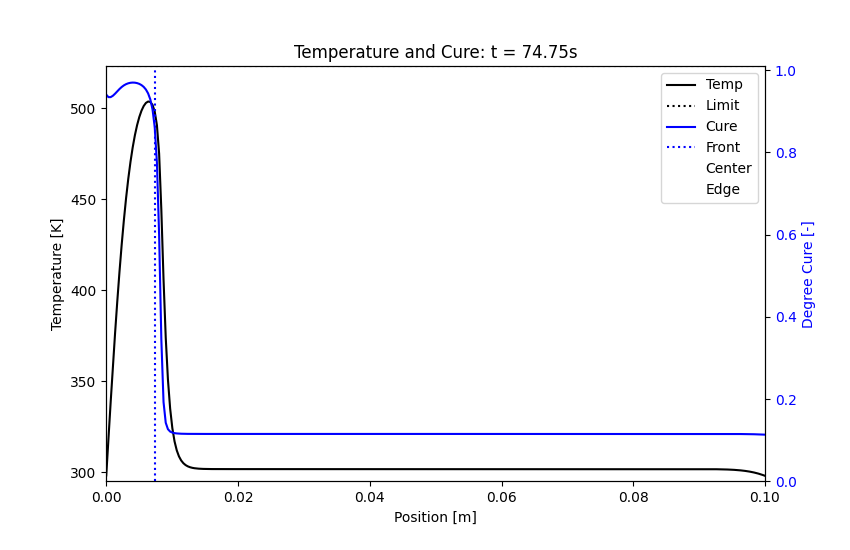 Temperature and Cure: t = 74.75s
Temperature [K]
500
450
400
350
300
Temp
Limit
Cure
Front
Center
Edge
1.0
0.8
0.6
0.4
0.2
0.0
Degree Cure [-]
0.00
0.02
0.04
0.06
0.08
0.10
Position [m]